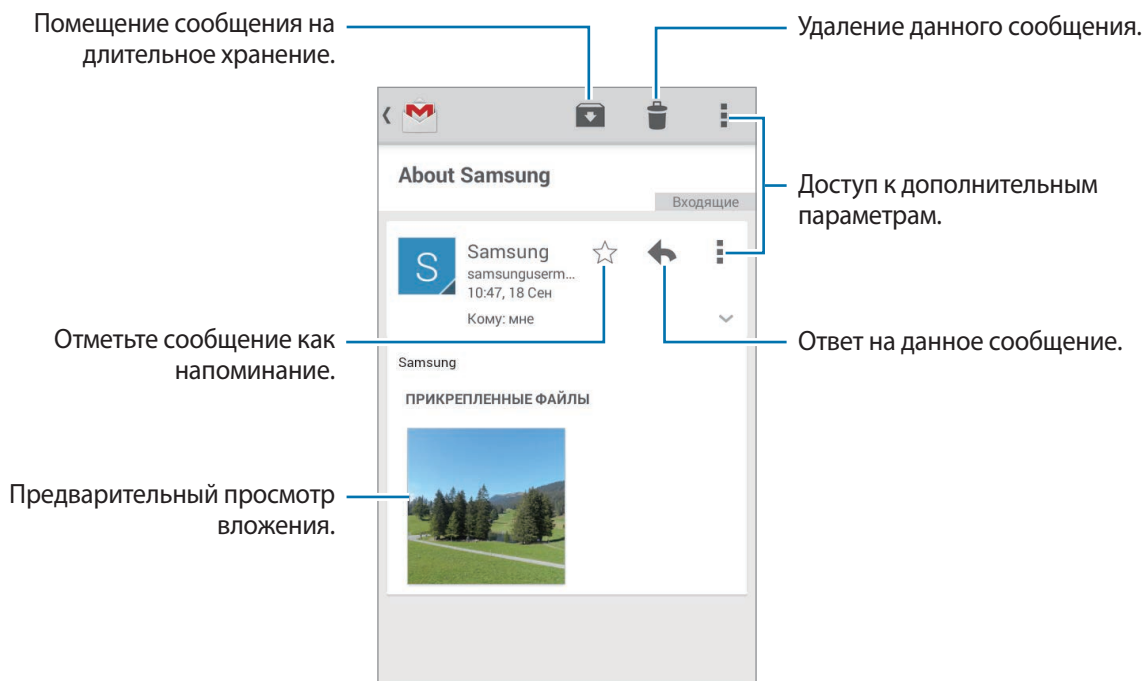 Помещение сообщения на
длительное хранение.
Удаление данного сообщения.
About Samsung
Входящие
Доступ к дополнительным
параметрам.
S
Samsung
samsunguserm...
10:47, 18 Сен
Кому: мне
Отметьте сообщение как
напоминание.
Ответ на данное сообщение.
Samsung
ПРИКРЕПЛЕННЫЕ ФАЙЛЫ
Предварительный просмотр
вложения.